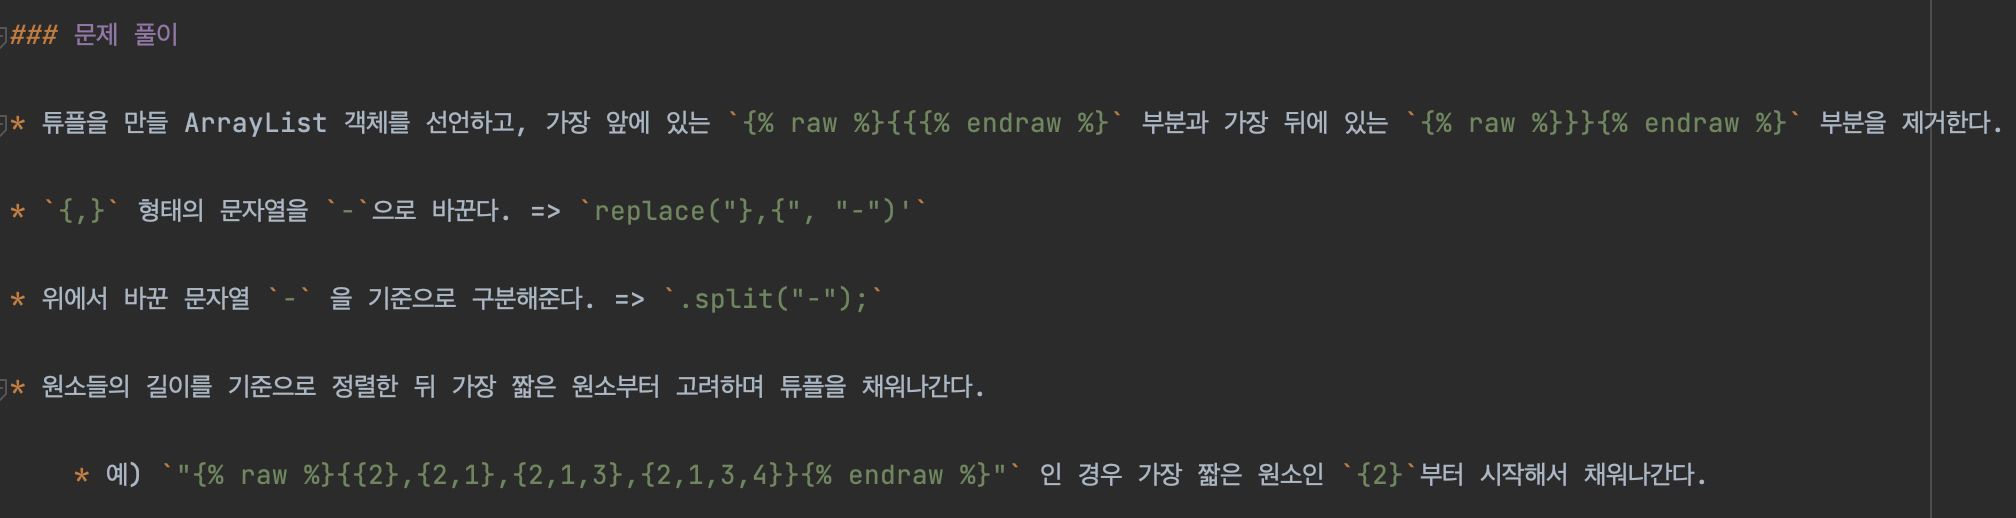 ### 문제 풀이
* 튜플을 만들 ArrayList 객체를 선언하고, 가장 앞에 있는 `{% raw %}{{{% endraw %}` 부분과 가장 뒤에 있는 `{% raw %}}}{% endraw %}` 부분을 제거한다.
* `{,}` 형태의 문자열을 `-`으로 바꾼다. => `replace("},{", "-")'`
* 위에서 바꾼 문자열 `-` 을 기준으로 구분해준다. => `.split("-");`
* 원소들의 길이를 기준으로 정렬한 뒤 가장 짧은 원소부터 고려하며 튜플을 채워나간다.
* 예) `"{% raw %}{{2},{2,1},{2,1,3},{2,1,3,4}}{% endraw %}"` 인 경우 가장 짧은 원소인 `{2}`부터 시작해서 채워나간다.